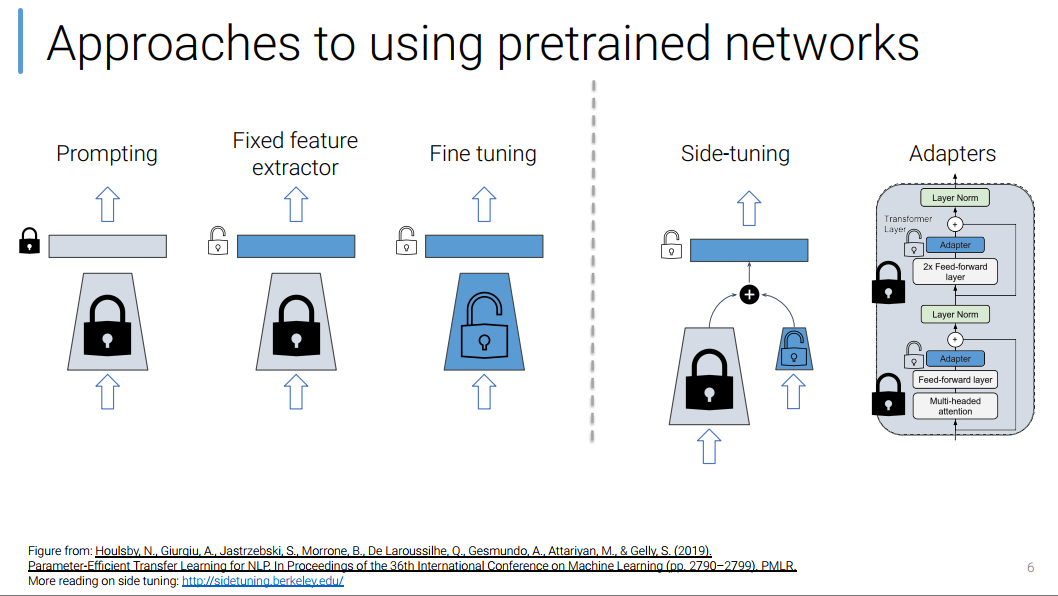 Approaches to using pretrained networks
Prompting
Fixed feature
extractor
Fine tuning
Side-tuning
Adapters
Layer Norm
+
Transformer
Layer
Adapter
2x Feed-forward
layer
Layer Norm
+
Adapter
Feed-forward layer
Multi-headed
attention
+
Figure from: Houlsby, N., Giurgiu, A., Jastrzebski, S., Morrone, B., De Laroussilhe, Q., Gesmundo, A., Attariyan, M., & Gelly, S. (2019).
Parameter-Efficient Transfer Learning for NLP. In Proceedings of the 36th International Conference on Machine Learning (pp. 2790–2799). PMLR.
More reading on side tuning: http://sidetuning.berkeley.edu/
6